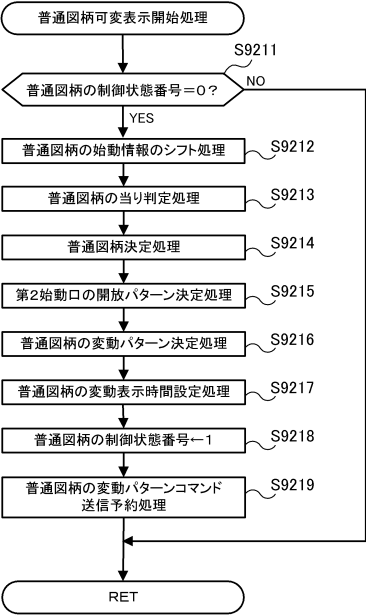 普通図柄可変表示開始処理
S9211
普通図柄の制御状態番号=0?
NO
YES
普通図柄の始動情報のシフト処理
S9212
普通図柄の当り判定処理
S9213
普通図柄決定処理
S9214
第2始動口の開放パターン決定処理
S9215
普通図柄の変動パターン決定処理
S9216
普通図柄の変動表示時間設定処理
S9217
普通図柄の制御状態番号←1
S9218
普通図柄の変動パターンコマンド
送信予約処理
S9219
RET